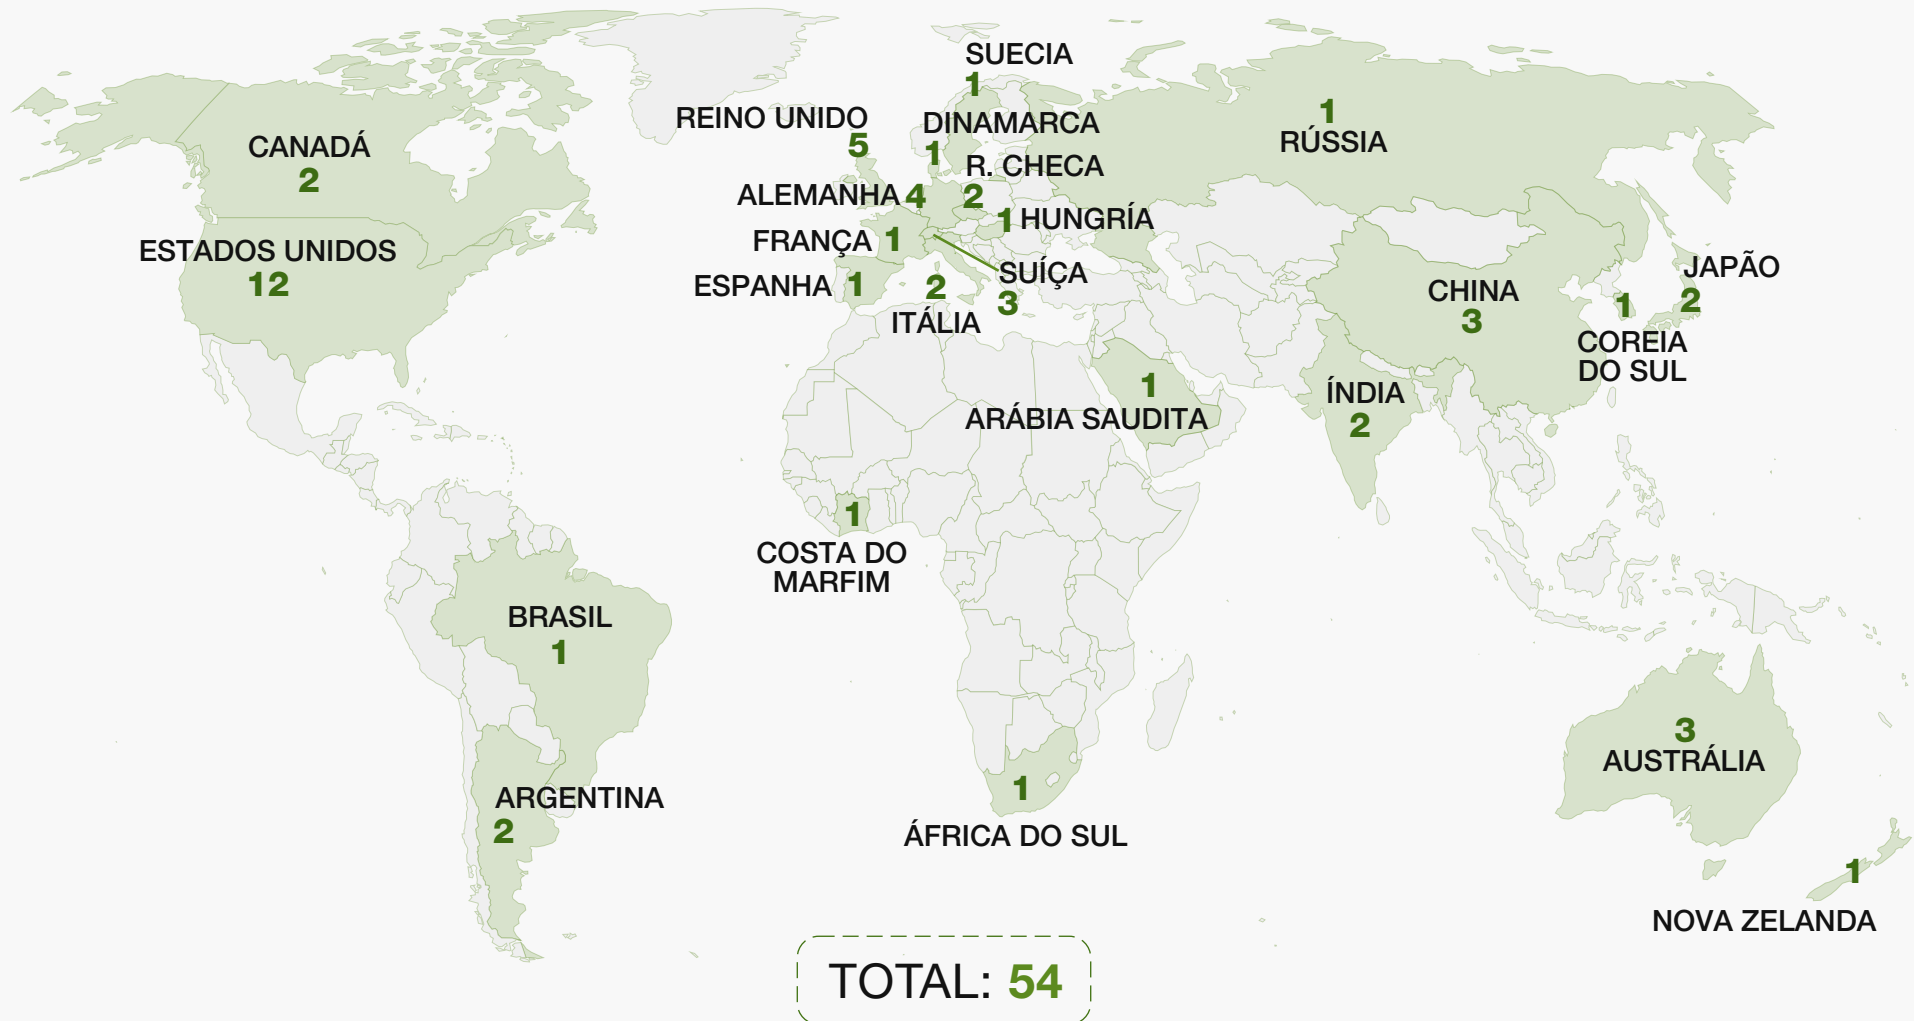 SUECIA
1
REINO UNIDO
5
DINAMARCA
1
R. CHECA
2
1
RÚSSIA
CANADÁ
2
ALEMANHA 4
1 HUNGRÍA
FRANÇA 1
ESTADOS UNIDOS
12
SUÍÇA
3
ESPANHA 1
2
ITÁLIA
CHINA
3
JAPÃO
2
1
COREIA
DO SUL
1
ARÁBIA SAUDITA
ÍNDIA
2
1
COSTA DO
MARFIM
BRASIL
1
3
AUSTRÁLIA
ARGENTINA
2
1
ÁFRICA DO SUL
1
NOVA ZELANDA
TOTAL: 54